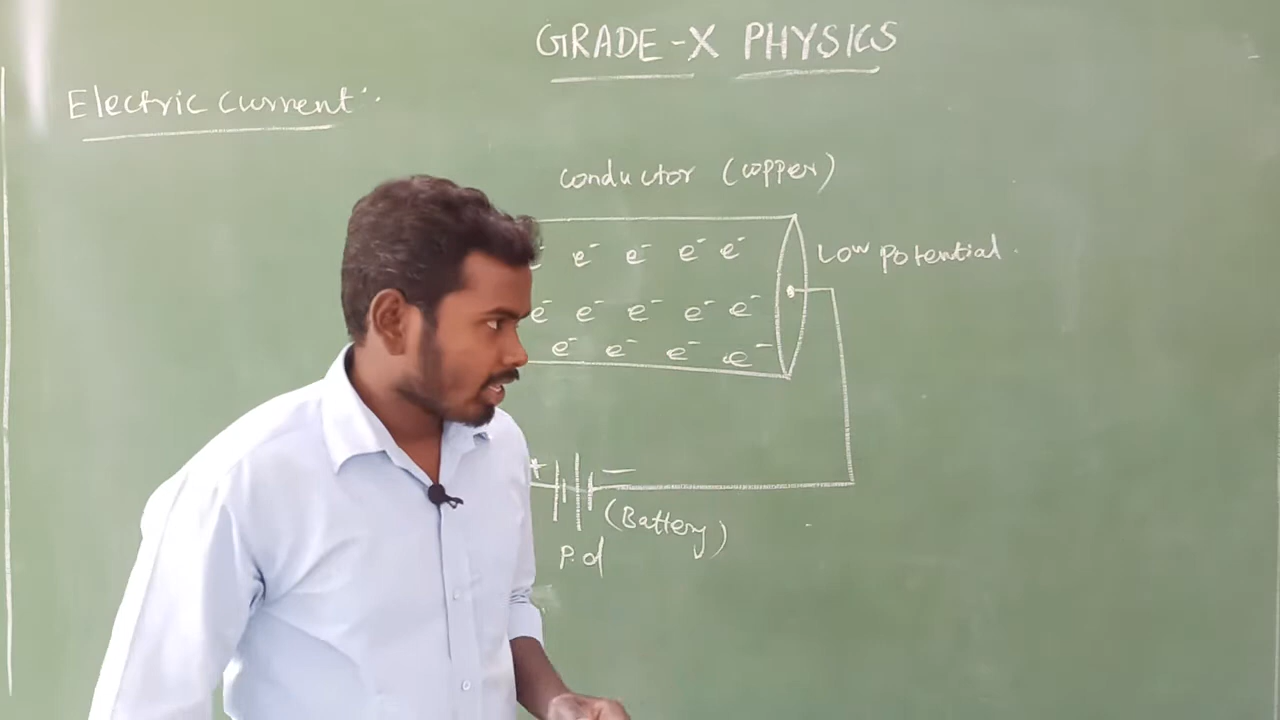 GRADE-X PHYSICS
Electric current:
conductor (copper)
e⁻ e⁻ e⁻ e⁻
Low potential.
e⁻ e⁻ e⁻ e⁻ e⁻
e⁻ e⁻ e⁻ e⁻
+ −
(Battery)
P.d